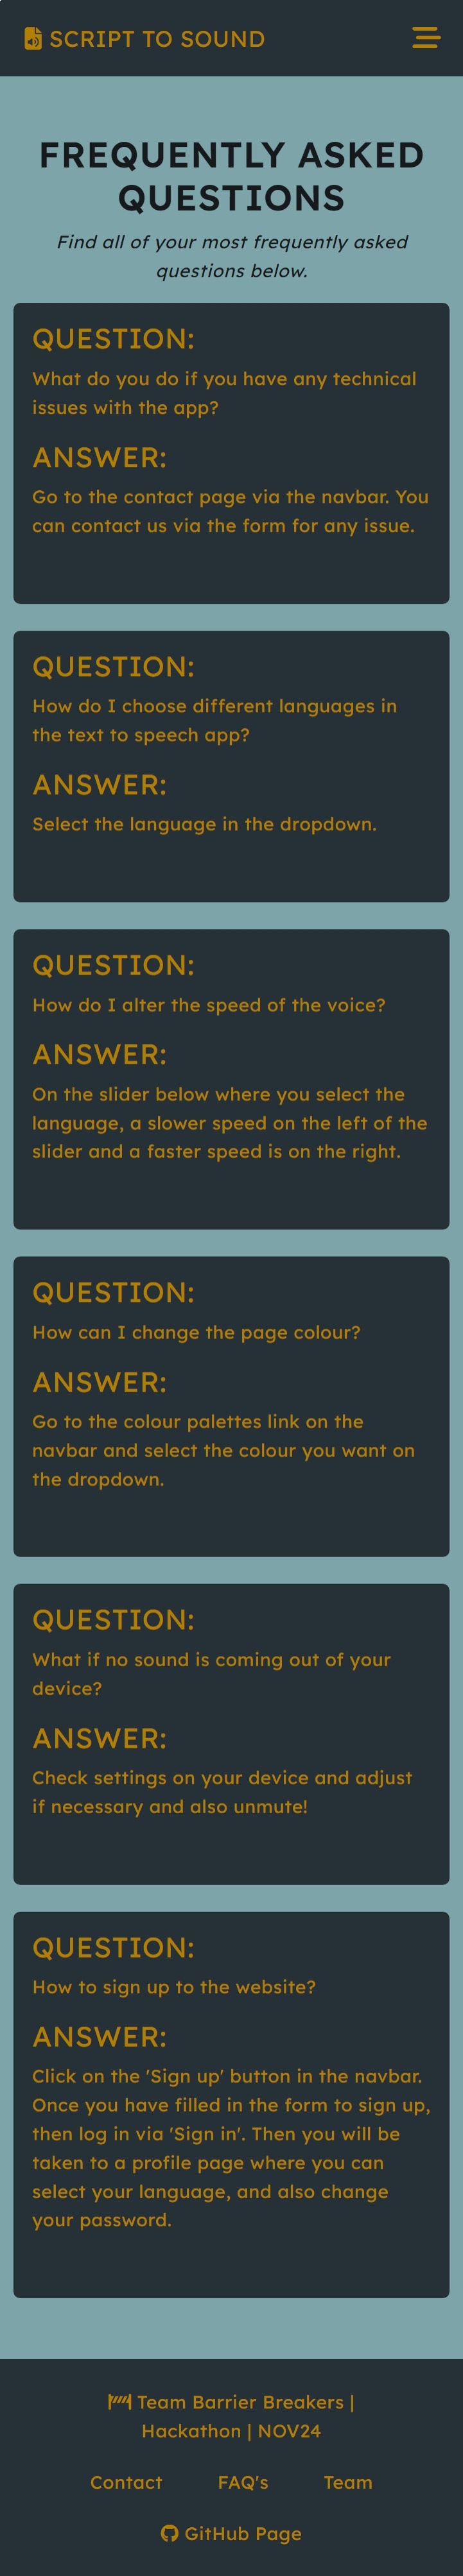 SCRIPT TO SOUND
FREQUENTLY ASKED
QUESTIONS
Find all of your most frequently asked
questions below.
QUESTION:
What do you do if you have any technical
issues with the app?
ANSWER:
Go to the contact page via the navbar. You
can contact us via the form for any issue.
QUESTION:
How do I choose different languages in
the text to speech app?
ANSWER:
Select the language in the dropdown.
QUESTION:
How do I alter the speed of the voice?
ANSWER:
On the slider below where you select the
language, a slower speed on the left of the
slider and a faster speed is on the right.
QUESTION:
How can I change the page colour?
ANSWER:
Go to the colour palettes link on the
navbar and select the colour you want on
the dropdown.
QUESTION:
What if no sound is coming out of your
device?
ANSWER:
Check settings on your device and adjust
if necessary and also unmute!
QUESTION:
How to sign up to the website?
ANSWER:
Click on the 'Sign up' button in the navbar.
Once you have filled in the form to sign up,
then log in via 'Sign in'. Then you will be
taken to a profile page where you can
select your language, and also change
your password.
Team Barrier Breakers |
Hackathon | NOV24
Contact FAQ's Team
GitHub Page